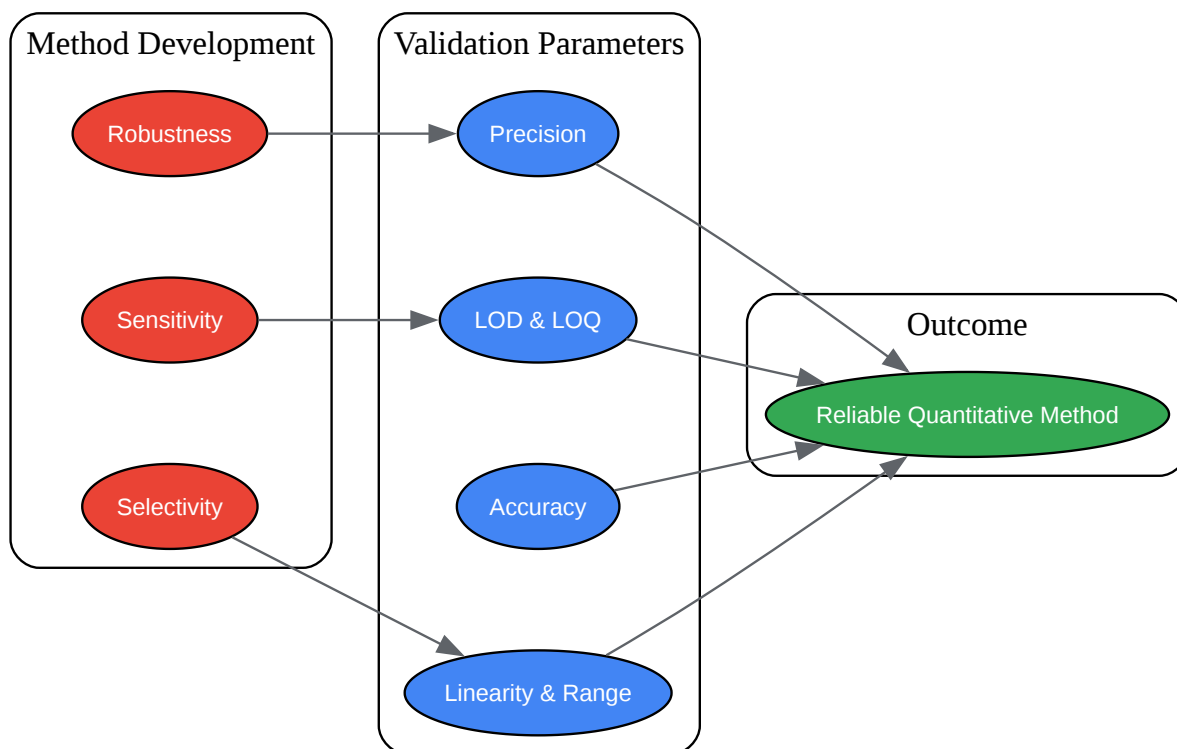 Method Development
Robustness
Sensitivity
Selectivity
Validation Parameters
Precision
LOD & LOQ
Accuracy
Linearity & Range
Outcome
Reliable Quantitative Method